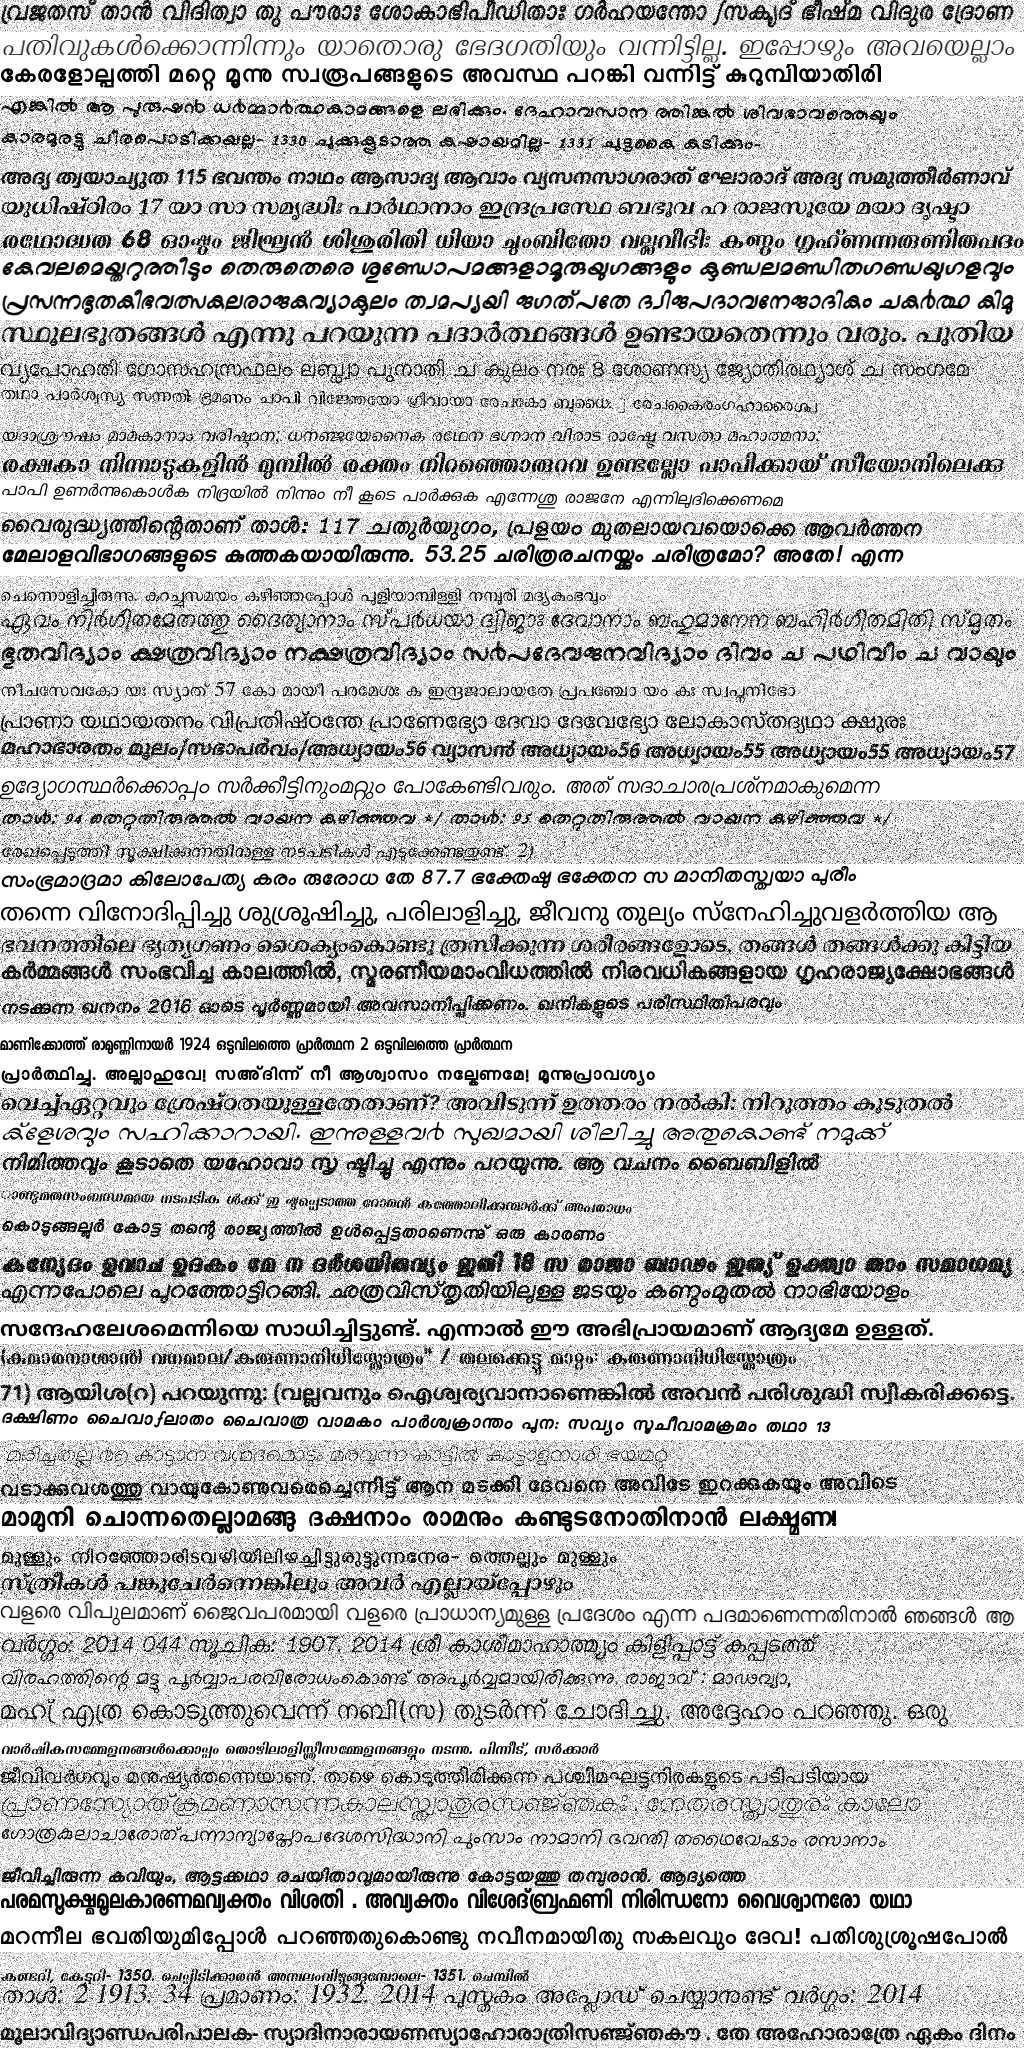 വ്രജതസ് താൻ വിദിത്വാ തു പൗരാഃ ശോകാഭിപീഡിതാഃ ഗർഹയന്തോ ഽസകൃദ് ഭീഷ്മ വിദുര ദ്രോണ
പതിവുകൾക്കൊന്നിന്നും യാതൊരു ഭേദഗതിയും വന്നിട്ടില്ല. ഇപ്പോഴും അവയെല്ലാം
കേരളോല്പത്തി മറ്റെ മൂന്നു സ്വരൂപങ്ങളുടെ അവസ്ഥ പറങ്കി വന്നിട്ട് കുറുമ്പിയാതിരി
എങ്കിൽ ആ പുരുഷൻ ധർമ്മാർത്ഥകാമങ്ങളെ ലഭിക്കും. ദേഹാവസാന ത്തിങ്കൽ ശിവഭാവത്തെയും
കാരമൂരട്ടു ചീരപൊടിക്കയല്ല- 1330 ചുക്കുകൂടാത്ത കഷായമില്ല- 1331 ചുട്ടകൈ കടിക്കും-
അദ്യ ത്വയാച്യുത 115 ഭവന്തം നാഥം ആസാദ്യ ആവാം വ്യസനസാഗരാത് ഘോരാദ് അദ്യ സമുത്തീർണാവ്
യുധിഷ്ഠിരം 17 യാ സാ സമൃദ്ധിഃ പാർഥാനാം ഇന്ദ്രപ്രസ്ഥേ ബഭൂവ ഹ രാജസൂയേ മയാ ദൃഷ്ടാ
രഥോദ്ധത 68 ഓഷ്ഠം ജിഘ്രൻ ശിശുരിതി ധിയാ ചുംബിതോ വല്ലവീഭിഃ കണ്ഠം ഗൃഹ്ണന്നരുണിതപദം
കേവലമെയ്തറുത്തീടും തെരുതെരെ ശുണ്ഡോപമങ്ങളാമൂരുയുഗങ്ങളും കുണ്ഡലമണ്ഡിതഗണ്ഡയുഗളവും
പ്രസന്നഭൂതകീഭവത്സകലരാജകവ്യാകുലം ത്വമപ്യയി ജഗത്പതേ ദ്വിജപദാവനേജാദികം ചകർത്ഥ കിമു
സ്ഥൂലഭൂതങ്ങൾ എന്നു പറയുന്ന പദാർത്ഥങ്ങൾ ഉണ്ടായതെന്നും വരും. പുതിയ
വ്യപോഹതി ഗോസഹസ്രഫലം ലബ്ധ്വാ പുനാതി ച കുലം നരഃ 8 ശോണസ്യ ജ്യോതിരഥ്യാശ് ച സംഗമേ
തഥാ പാർശ്വസ്യ സന്നതി ഭ്രമണം ചാപി വിജ്ഞേയോ ഗ്രീവായാ രേചകോ ബുധൈഃ
യദാശ്രൗഷം മാമകാനാം വരിഷ്ഠാന; ധനഞ്ജയേനൈക രഥേന ഭഗ്നാന വിരാട രാഷ്ട്രേ വസതാ മഹാത്മനാ;
രക്ഷകാ നിന്നാട്ടുകളിൻ മുമ്പിൽ രക്തം നിറഞ്ഞൊരുറവ ഉണ്ടല്ലോ പാപിക്കായ് സീയോനിലെക്കു
പാപി ഉണർന്നുകൊൾക നിദ്രയിൽ നിന്നും നീ കൂടെ പാർക്കുക എന്നേശു രാജനേ എന്നിലുദിക്കെണമെ
വൈരുദ്ധ്യത്തിന്റെതാണ് താൾ: 117 ചതുർയുഗം, പ്രളയം മുതലായവയൊക്കെ ആവർത്തന
മേലാളവിഭാഗങ്ങളുടെ കുത്തകയായിരുന്നു. 53.25 ചരിത്രരചനയ്ക്കും ചരിത്രമോ? അതേ! എന്ന
ചെന്നൊളിച്ചിരുന്നു. കുറച്ചുസമയം കഴിഞ്ഞപ്പോൾ പുളിയാമ്പിള്ളി നമ്പൂരി മദ്യകുംഭവും
ഏവം നിർഗീതമേതത്തു ദൈത്യാനാം സ്പർധയാ ദ്വിജാഃ ദേവാനാം ബഹുമാനേന ബഹിർഗീതമിതി സ്മൃതം
ഭൂതവിദ്യാം ക്ഷത്രവിദ്യാം നക്ഷത്രവിദ്യാം സർപദേവജനവിദ്യാം ദിവം ച പഥിവീം ച വായും
നീചസേവകോ യഃ സ്യാത് 57 കോ മായീ പരമേശഃ ക ഇന്ദ്രജാലായതേ പ്രപഞ്ചോ യം കഃ സ്വപ്നനിഭോ
പ്രാണാ യഥായതനം വിപ്രതിഷ്ഠന്തേ പ്രാണേഭ്യോ ദേവാ ദേവേഭ്യോ ലോകാസ്തദ്യഥാ ക്ഷുരഃ
മഹാഭാരതം മൂലം/സഭാപർവം/അധ്യായം56 വ്യാസൻ അധ്യായം56 അധ്യായം55 അധ്യായം55 അധ്യായം57
ഉദ്യോഗസ്ഥർക്കൊപ്പം സർക്കീട്ടിനുംമറ്റും പോകേണ്ടിവരും. അത് സദാചാരപ്രശ്നമാകുമെന്ന
താൾ: 94 തെറ്റുതിരുത്തൽ വായന കഴിഞ്ഞവ */ താൾ: 95 തെറ്റുതിരുത്തൽ വായന കഴിഞ്ഞവ */
രേഖപ്പെടുത്തി സൂക്ഷിക്കുന്നതിനുള്ള നടപടികൾ എടുക്കേണ്ടതുണ്ട്. 2)
സംഭ്രമാദ്രമാ കിലോപേത്യ കരം രുരോധ തേ 87.7 ഭക്തേഷു ഭക്തേന സ മാനിതസ്ത്വയാ പുരീം
തന്നെ വിനോദിപ്പിച്ചു ശുശ്രൂഷിച്ചു, പരിലാളിച്ചു, ജീവനു തുല്യം സ്നേഹിച്ചുവളർത്തിയ ആ
ഭവനത്തിലെ ഭൃത്യഗണം ശൈക്യംകൊണ്ടു ത്രസിക്കുന്ന ശരീരങ്ങളോടെ, തങ്ങൾ തങ്ങൾക്കു കിട്ടിയ
കർമ്മങ്ങൾ സംഭവിച്ച കാലത്തിൽ, സ്മരണീയമാംവിധത്തിൽ നിരവധികങ്ങളായ ഗൃഹരാജ്യക്ഷോഭങ്ങൾ
നടക്കുന്ന ഖനനം 2016 ഓടെ പൂർണ്ണമായി അവസാനിപ്പിക്കണം. ഖനികളുടെ പരിസ്ഥിതിപരവും
മാണിക്കോത്ത് രാമുണ്ണിനായർ 1924 ഒടുവിലത്തെ പ്രാർത്ഥന 2 ഒടുവിലത്തെ പ്രാർത്ഥന
പ്രാർത്ഥിച്ചു. അല്ലാഹുവേ! സഅ്ദിന്ന് നീ ആശ്വാസം നല്കേണമേ! മൂന്നുപ്രാവശ്യം
വെച്ച്ഏറ്റവും ശ്രേഷ്ഠതയുള്ളതേതാണ്? അവിടുന്ന് ഉത്തരം നൽകി: നിറുത്തം കൂടുതൽ
ക്ളേശവും സഹിക്കാറായി. ഇന്നുള്ളവർ സുഖമായി ശീലിച്ചു അതുകൊണ്ട് നമുക്ക്
നിമിത്തവും കൂടാതെ യഹോവാ സൃ ഷ്ടിച്ചു എന്നും പറയുന്നു. ആ വചനം ബൈബിളിൽ
ാണ്ടുമതസംബന്ധമായ നടപടിക ൾക്ക് ഇ ഷ്ടപ്പെടാത്ത റോമൻ കത്തോലിക്കന്മാർക്ക് അപരാധം
കൊടുങ്ങല്ലൂർ കോട്ട തന്റെ രാജ്യത്തിൽ ഉൾപ്പെട്ടതാണെന്നു് ഒരു കാരണം
കന്യേദം ഉവാച ഉദകം മേ ന ദർശയിതവ്യം ഇതി 18 സ രാജാ ബാഢം ഇത്യ് ഉക്ത്വാ താം സമാഗമ്യ
എന്നപോലെ പുറത്തോട്ടിറങ്ങി. ഛത്രവിസ്തൃതിയിലുള്ള ജടയും കണ്ഠംമുതൽ നാഭിയോളം
സന്ദേഹലേശമെന്നിയെ സാധിച്ചിട്ടുണ്ട്. എന്നാൽ ഈ അഭിപ്രായമാണ് ആദ്യമേ ഉള്ളത്.
(കുമാരനാശാൻ) വനമാല/കരുണാനിധിസ്തോത്രം" / തലക്കെട്ടു മാറ്റം: കരുണാനിധിസ്തോത്രം
71) ആയിശ(റ) പറയുന്നു: (വല്ലവനും ഐശ്വര്യവാനാണെങ്കിൽ അവൻ പരിശുദ്ധി സ്വീകരിക്കട്ടെ.
ദക്ഷിണം ചൈവാഽലാതം ചൈവാത്ര വാമകം പാർശ്വക്രാന്തം പുനഃ സവ്യം സൂചീവാമക്രമം തഥാ 13
മരിച്ചതല്ല ആ കാട്ടാന വന്മദമൊട്ടം മരുവുന്ന കാട്ടിൽ കാട്ടാളനാരീ ഭയമറ്റ
വടാക്കുവശത്തു വായുകോണവരെച്ചെന്നിട്ട് ആന മടക്കി ദേവനെ അവിടേ ഇറക്കുകയും അവിടെ
മാമുനി ചൊന്നതെല്ലാമങ്ങു ദക്ഷനാം രാമനും കണ്ടുടനോതിനാൻ ലക്ഷ്മണ!
മുള്ളും നിറഞ്ഞോരിടവഴിയിലിഴച്ചിട്ടുരുട്ടുന്നനേരം- ത്തെല്ലും മുള്ളും
സ്ത്രീകൾ പങ്കുചേർന്നെങ്കിലും അവർ എല്ലായ്പ്പോഴും
വളരെ വിപുലമാണ് ജൈവപരമായി വളരെ പ്രാധാന്യമുള്ള പ്രദേശം എന്ന പദമാണെന്നതിനാൽ ഞങ്ങൾ ആ
വർഗ്ഗം: 2014 044 സൂചിക: 1907, 2014 ശ്രീ കാശിമാഹാത്മ്യം കിളിപ്പാട്ട് കപ്പടത്ത്
വിരഹത്തിന്റെ മട്ടു പൂർവ്വാപരവിരോധംകൊണ്ട് അപൂർവ്വമായിരിക്കുന്നു. രാജാവ് : മാഢവ്യാ,
മഹ്( എത്ര കൊടുത്തുവെന്ന് നബി(സ) തുടർന്ന് ചോദിച്ചു. അദ്ദേഹം പറഞ്ഞു. ഒരു
വാർഷികസമ്മേളനങ്ങൾക്കൊപ്പം തൊഴിലാളിസ്ത്രീസമ്മേളനങ്ങളും നടന്നു. പിന്നീട്, സർക്കാർ
ജീവിവർഗവും മനുഷ്യർതന്നെയാണ്. താഴെ കൊടുത്തിരിക്കുന്ന പശ്ചിമഘട്ടനിരകളുടെ പടിപടിയായ
പ്രാണസ്യോത്ക്രമണാസന്നകാലസ്ത്വാതുരസഞ്ജ്ഞകഃ . നേതരസ്ത്വാതുരഃ കാലോ
ഗോത്രകുലാചാരോത്പന്നാന്യാപ്തോപദേശസിദ്ധാനി പുംസാം നാമാനി ഭവന്തി തഥൈവേഷാം രസാനാം
ജീവിച്ചിരുന്ന കവിയും, ആട്ടക്കഥാ രചയിതാവുമായിരുന്നു കോട്ടയത്തു തമ്പുരാൻ. ആദ്യത്തെ
പരമസൂക്ഷ്മമൂലകാരണമവ്യക്തം വിശതി . അവ്യക്തം വിശേദ്ബ്രഹ്മണി നിരിന്ധനോ വൈശ്വാനരോ യഥാ
മറന്നീല ഭവതിയുമിപ്പോൾ പറഞ്ഞതുകൊണ്ടു നവീനമായിതു സകലവും ദേവ! പതിശുശ്രൂഷപോൽ
കണ്ടറി, കേട്ടറി- 1350. ചെപ്പിടിക്കാരൻ അമ്പലംവിഴുങ്ങുമ്പോലെ- 1351. ചെമ്പിൽ
താൾ: 2 1913. 34 പ്രമാണം: 1932. 2014 പുസ്തകം അപ്ലോഡ് ചെയ്യാനുണ്ട് വർഗ്ഗം: 2014
മൂലാവിദ്യാണ്ഡപരിപാലക- സ്യാദിനാരായണസ്യാഹോരാത്രിസഞ്ജ്ഞകൗ . തേ അഹോരാത്രേ ഏകം ദിനം